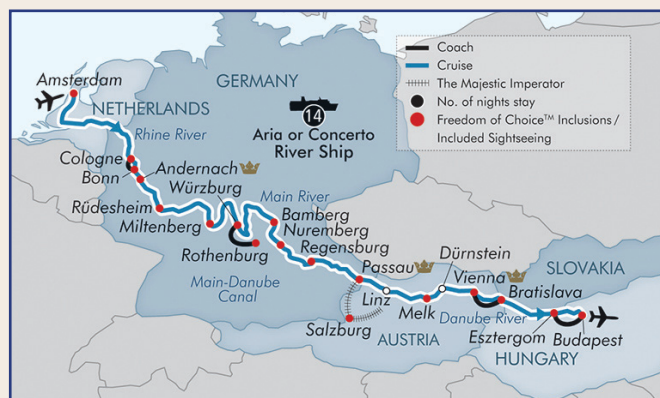 Coach
Cruise
The Majestic Imperator
No. of nights stay
Freedom of Choice™ Inclusions /
Included Sightseeing
Amsterdam
GERMANY
NETHERLANDS
Rhine River
14
Aria or Concerto
River Ship
Cologne
Bonn
Andernach
Würzburg
Main River
Rüdesheim
Miltenberg
Bamberg
Nuremberg
Regensburg
Rothenburg
Main-Danube
Canal
Passau
Dürnstein
Vienna
SLOVAKIA
Linz
Bratislava
Melk
Danube River
Salzburg
AUSTRIA
Esztergom
Budapest
HUNGARY